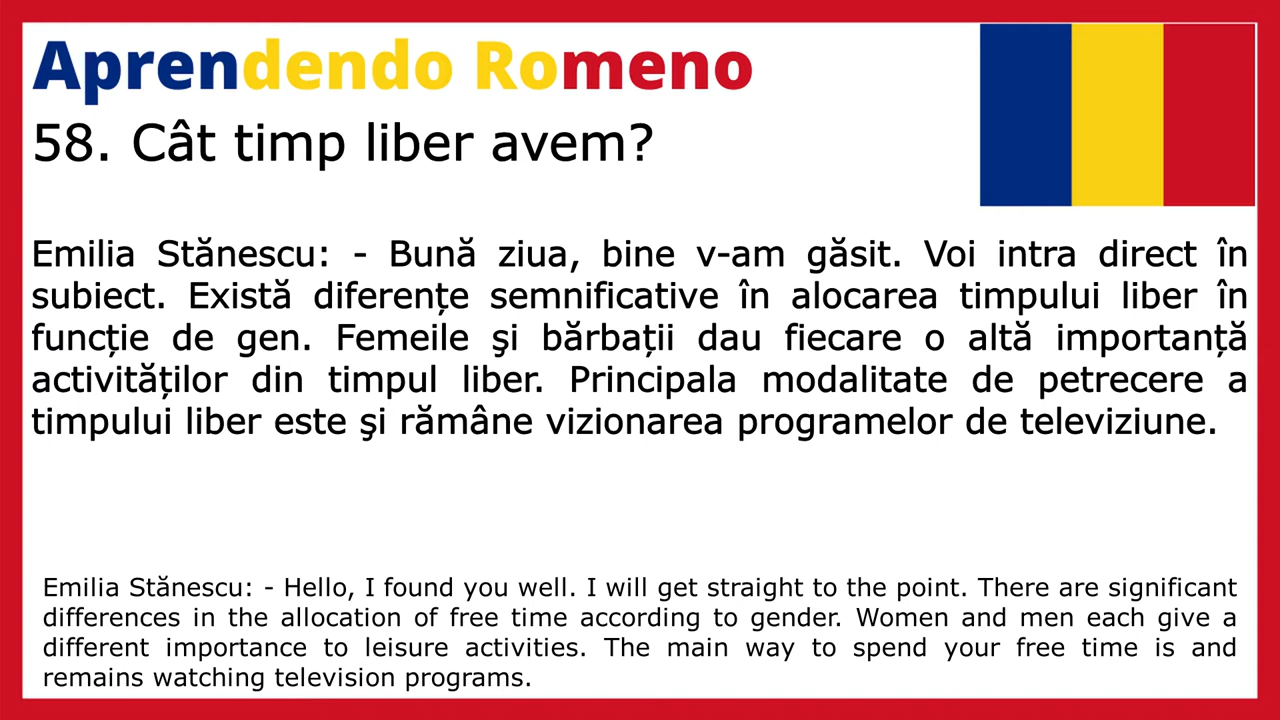 Aprendendo Romeno
58. Cât timp liber avem?
Emilia Stănescu: - Bună ziua, bine v-am găsit. Voi intra direct în
subiect. Există diferențe semnificative în alocarea timpului liber în
funcție de gen. Femeile şi bărbații dau fiecare o altă importanță
activităților din timpul liber. Principala modalitate de petrecere a
timpului liber este şi rămâne vizionarea programelor de televiziune.
Emilia Stănescu: - Hello, I found you well. I will get straight to the point. There are significant
differences in the allocation of free time according to gender. Women and men each give a
different importance to leisure activities. The main way to spend your free time is and
remains watching television programs.